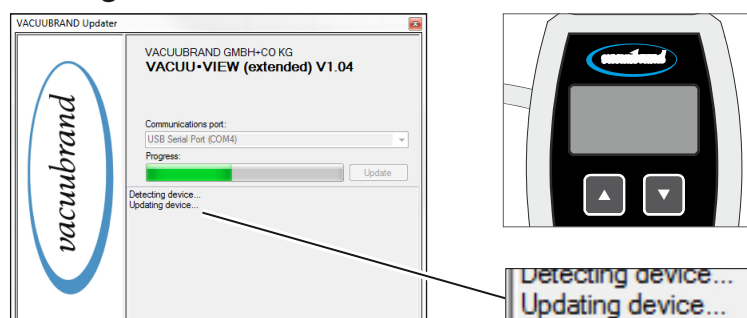 VACUUBRAND Updater
VACUUBRAND GMBH+CO KG
VACUU•VIEW (extended) V1.04
Communications port:
USB Serial Port (COM4)
Progress:
Update
Detecting device...
Updating device...
vacuubrand
vacuubrand
Detecting device...
Updating device...